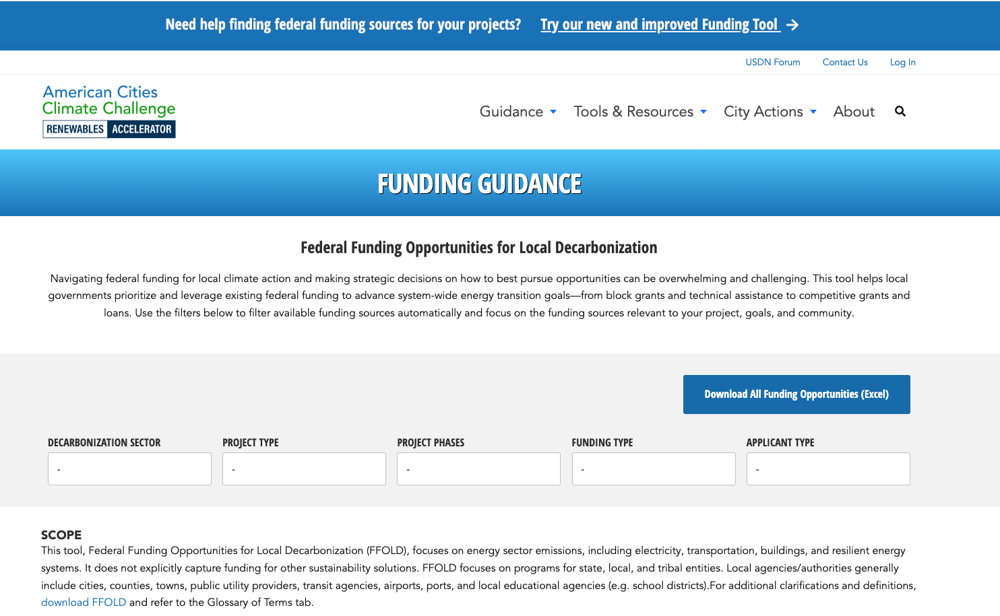 Need help finding federal funding sources for your projects? Try our new and improved Funding Tool →
USDN Forum Contact Us Log In
American Cities
Climate Challenge
RENEWABLES ACCELERATOR
Guidance Tools & Resources City Actions About
FUNDING GUIDANCE
Federal Funding Opportunities for Local Decarbonization
Navigating federal funding for local climate action and making strategic decisions on how to best pursue opportunities can be overwhelming and challenging. This tool helps local
governments prioritize and leverage existing federal funding to advance system-wide energy transition goals—from block grants and technical assistance to competitive grants and
loans. Use the filters below to filter available funding sources automatically and focus on the funding sources relevant to your project, goals, and community.
Download All Funding Opportunities (Excel)
DECARBONIZATION SECTOR PROJECT TYPE PROJECT PHASES FUNDING TYPE APPLICANT TYPE
- - - - -
SCOPE
This tool, Federal Funding Opportunities for Local Decarbonization (FFOLD), focuses on energy sector emissions, including electricity, transportation, buildings, and resilient energy
systems. It does not explicitly capture funding for other sustainability solutions. FFOLD focuses on programs for state, local, and tribal entities. Local agencies/authorities generally
include cities, counties, towns, public utility providers, transit agencies, airports, ports, and local educational agencies (e.g. school districts).For additional clarifications and definitions,
download FFOLD and refer to the Glossary of Terms tab.